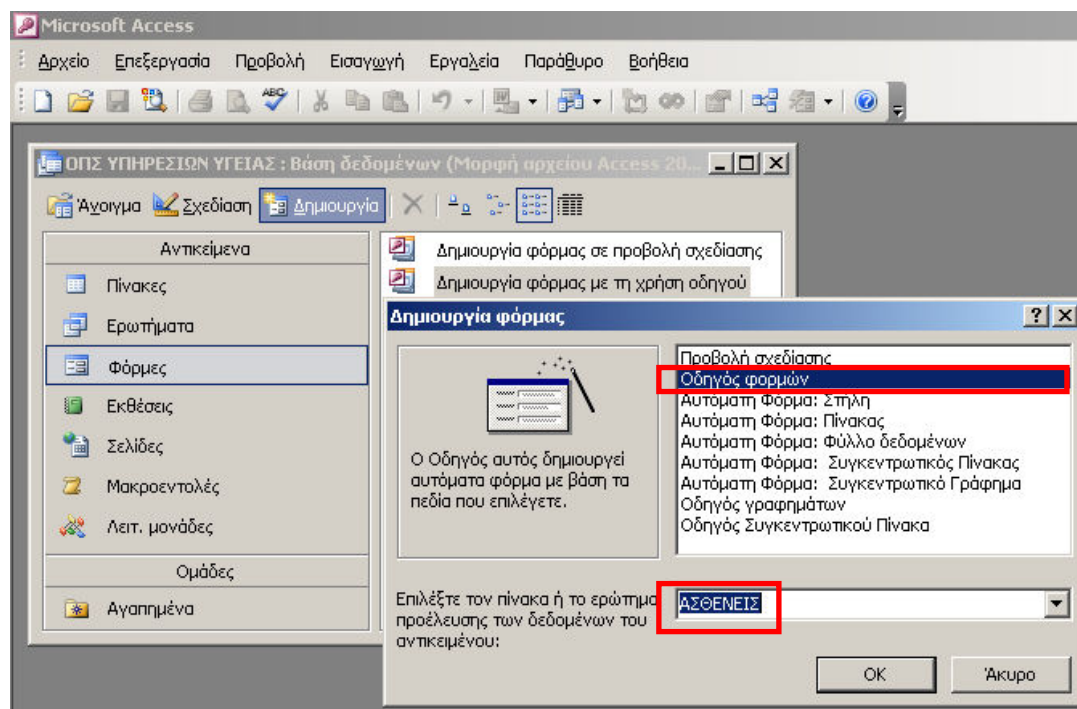 Microsoft Access
Αρχείο Επεξεργασία Προβολή Εισαγωγή Εργαλεία Παράθυρο Βοήθεια
ΟΠΣ ΥΠΗΡΕΣΙΩΝ ΥΓΕΙΑΣ : Βάση δεδομένων (Μορφή αρχείου Access 20...
Άνοιγμα Σχεδίαση Δημιουργία
Αντικείμενα
Πίνακες
Ερωτήματα
Φόρμες
Εκθέσεις
Σελίδες
Μακροεντολές
Λειτ. μονάδες
Ομάδες
Αγαπημένα
Δημιουργία φόρμας σε προβολή σχεδίασης
Δημιουργία φόρμας με τη χρήση οδηγού
Δημιουργία φόρμας
Ο Οδηγός αυτός δημιουργεί
αυτόματα φόρμα με βάση τα
πεδία που επιλέγετε.
Προβολή σχεδίασης
Οδηγός φορμών
Αυτόματη Φόρμα: Στήλη
Αυτόματη Φόρμα: Πίνακας
Αυτόματη Φόρμα: Φύλλο δεδομένων
Αυτόματη Φόρμα: Συγκεντρωτικός Πίνακας
Αυτόματη Φόρμα: Συγκεντρωτικό Γράφημα
Οδηγός γραφημάτων
Οδηγός Συγκεντρωτικού Πίνακα
Επιλέξτε τον πίνακα ή το ερώτημα
προέλευσης των δεδομένων του
αντικειμένου:
ΑΣΘΕΝΕΙΣ
OK Άκυρο